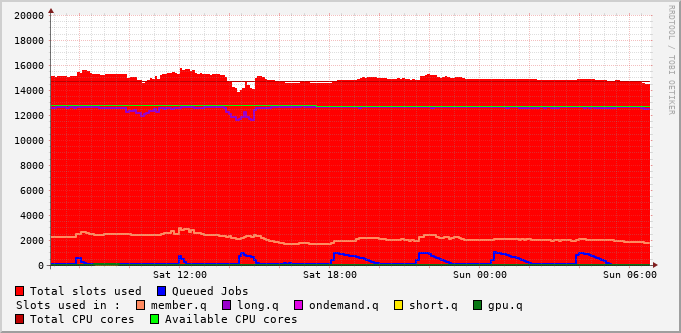 RRDTOOL / TOBI OETIKER
20000
18000
16000
14000
12000
10000
8000
6000
4000
2000
0
Sat 12:00 Sat 18:00 Sun 00:00 Sun 06:00
Total slots used Queued Jobs
Slots used in : member.q long.q ondemand.q short.q gpu.q
Total CPU cores Available CPU cores